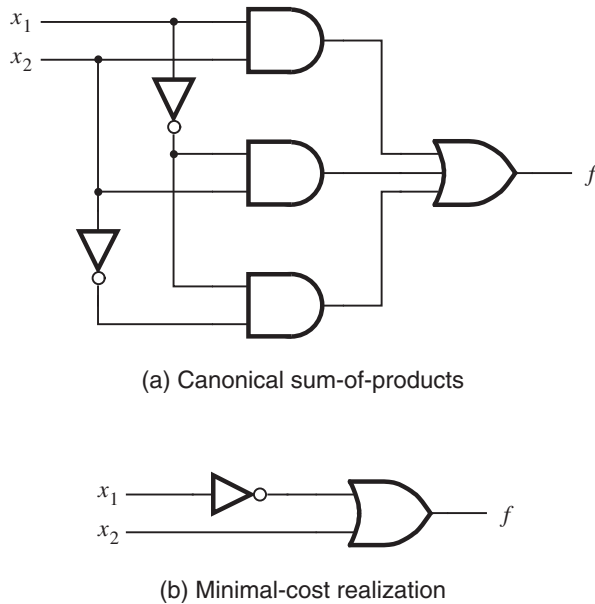 x1
x2
f
(a) Canonical sum-of-products
x1
x2
f
(b) Minimal-cost realization